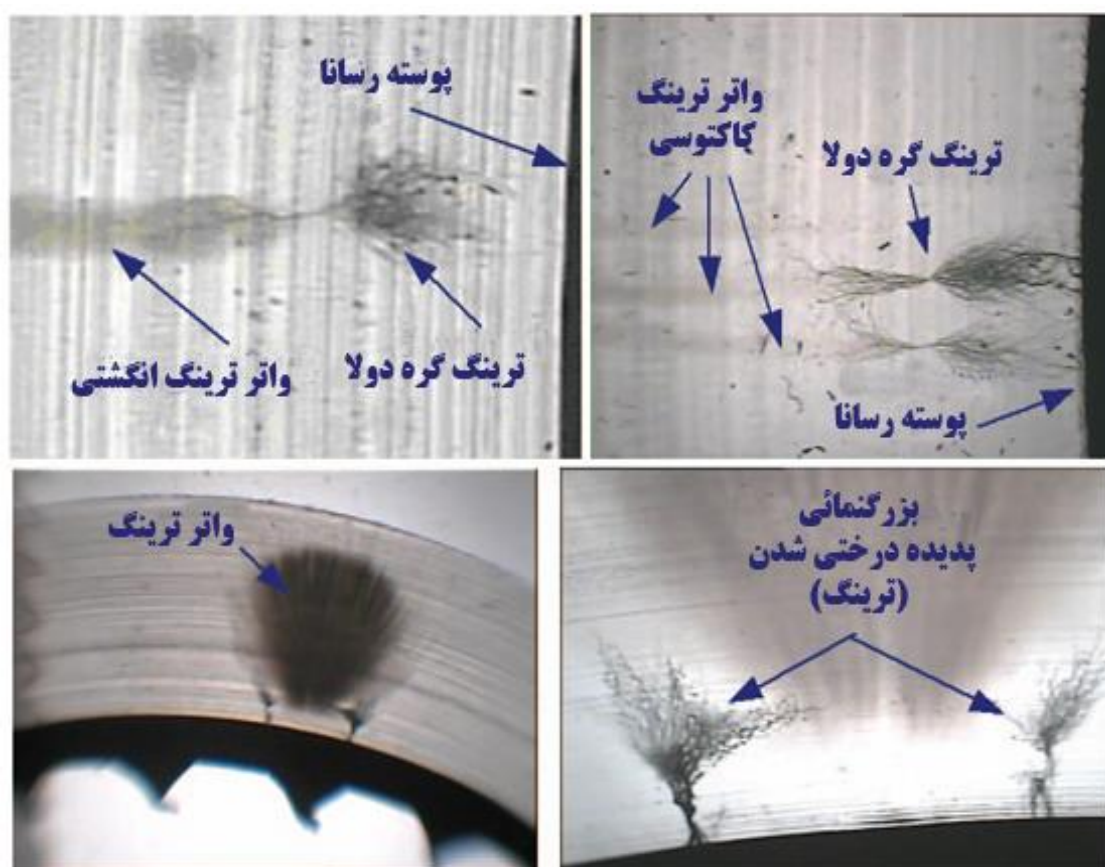 پوسته رسانا
واتر ترینگ انگشتی
ترینگ گره دولا
واتر ترینگ
کاکتوسی
ترینگ گره دولا
پوسته رسانا
واتر ترینگ
بزرگنمائی
پدیده درختی شدن
(ترینگ)